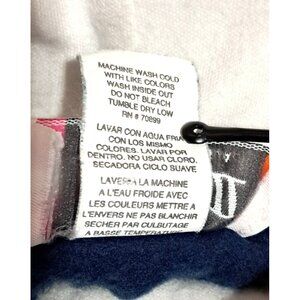 MACHINE WASH COLD
WITH LIKE COLORS
WASH INSIDE OUT
DO NOT BLEACH
TUMBLE DRY LOW
RN # 70899
LAVAR CON AGUA FRIA
CON LOS MISMO
COLORES. LAVAR POR
DENTRO. NO USAR CLORO.
SECADORA CICLO SUAVE
LAVER A LA MACHINE
A L'EAU FROIDE AVEC
LES COULEURS METTRE A
L'ENVERS NE PAS BLANCHIR
SECHER PAR CULBUTAGE
A BASSE TEMPERATURE